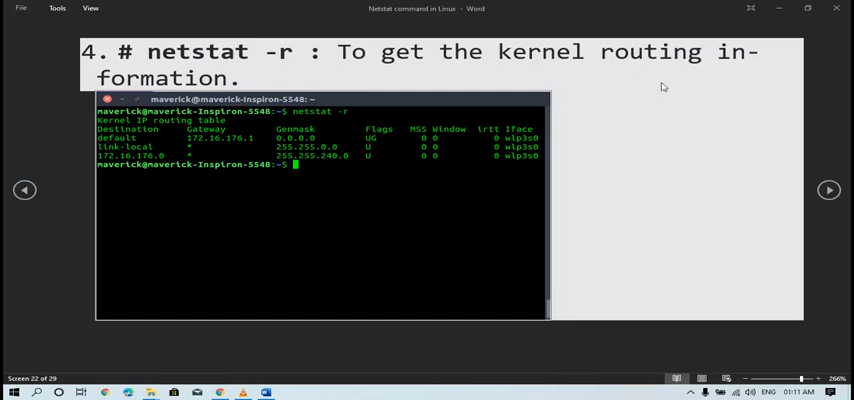 File Tools View Netstat command in Linux - Word
4. # netstat -r : To get the kernel routing in-
formation.
maverick@maverick-Inspiron-5548: ~
maverick@maverick-Inspiron-5548:~$ netstat -r
Kernel IP routing table
Destination Gateway Genmask Flags MSS Window irtt Iface
default 172.16.176.1 0.0.0.0 UG 0 0 0 wlp3s0
link-local * 255.255.0.0 U 0 0 0 wlp3s0
172.16.176.0 * 255.255.240.0 U 0 0 0 wlp3s0
maverick@maverick-Inspiron-5548:~$
Screen 22 of 29 266%
ENG 01:11 AM